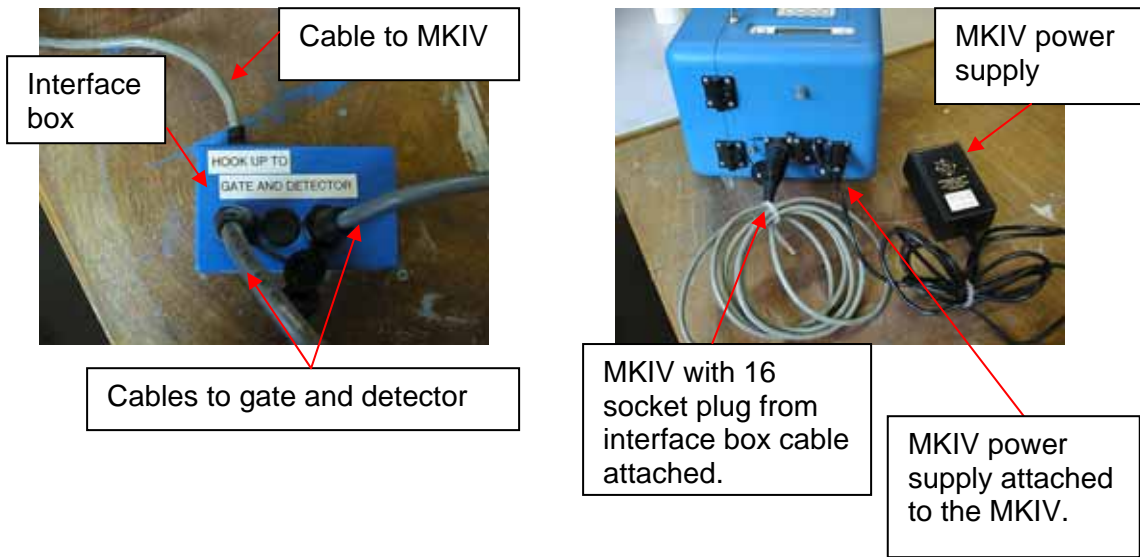 Cable to MKIV
Interface
box
HOOK UP TO
GATE AND DETECTOR
Cables to gate and detector
MKIV power
supply
MKIV with 16
socket plug from
interface box cable
attached.
MKIV power
supply attached
to the MKIV.